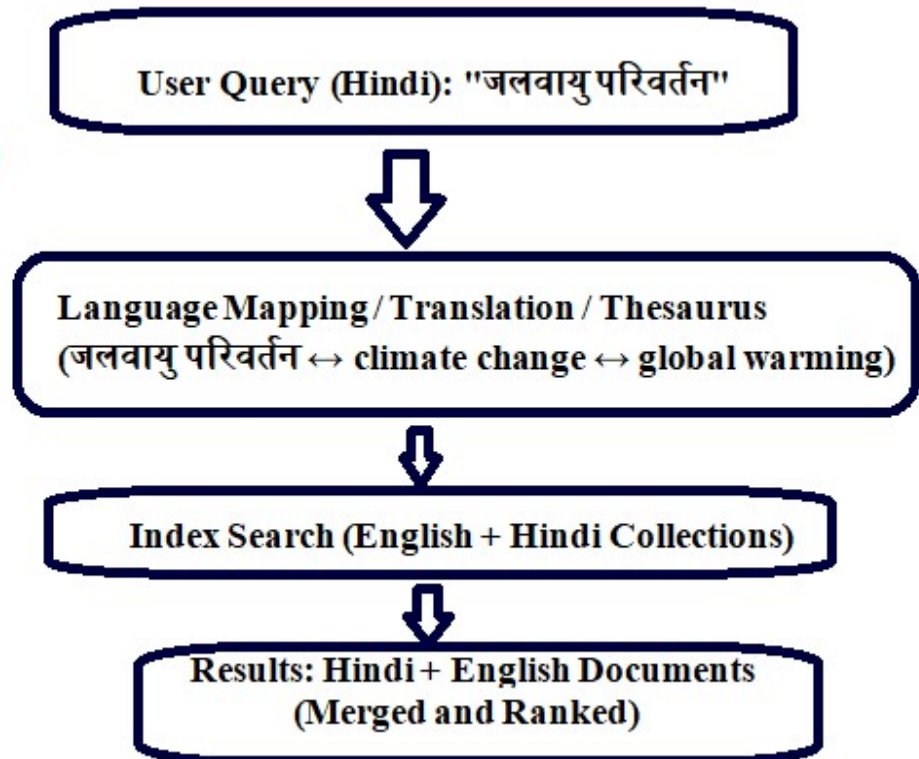 User Query (Hindi): "जलवायु परिवर्तन"
Language Mapping / Translation / Thesaurus
(जलवायु परिवर्तन ↔ climate change ↔ global warming)
Index Search (English + Hindi Collections)
Results: Hindi + English Documents
(Merged and Ranked)